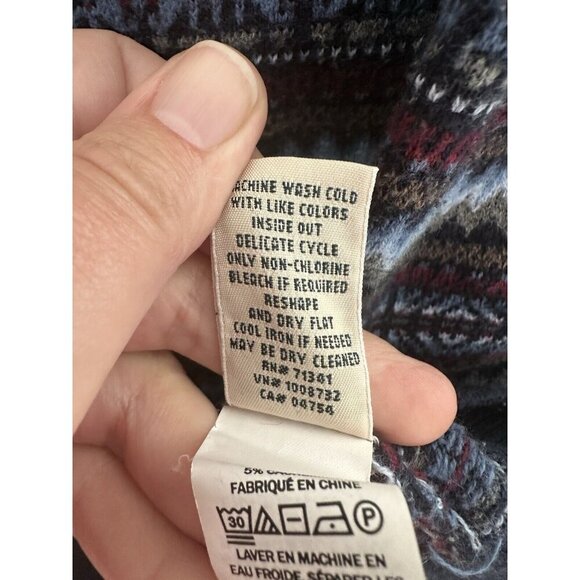 MACHINE WASH COLD
WITH LIKE COLORS
INSIDE OUT
DELICATE CYCLE
ONLY NON-CHLORINE
BLEACH IF REQUIRED
RESHAPE
AND DRY FLAT
COOL IRON IF NEEDED
MAY BE DRY CLEANED
RN# 71341
VN# 1008732
CA# 04754
5%
FABRIQUÉ EN CHINE
30 P
LAVER EN MACHINE EN
EAU FROIDE, SÉPARER LES